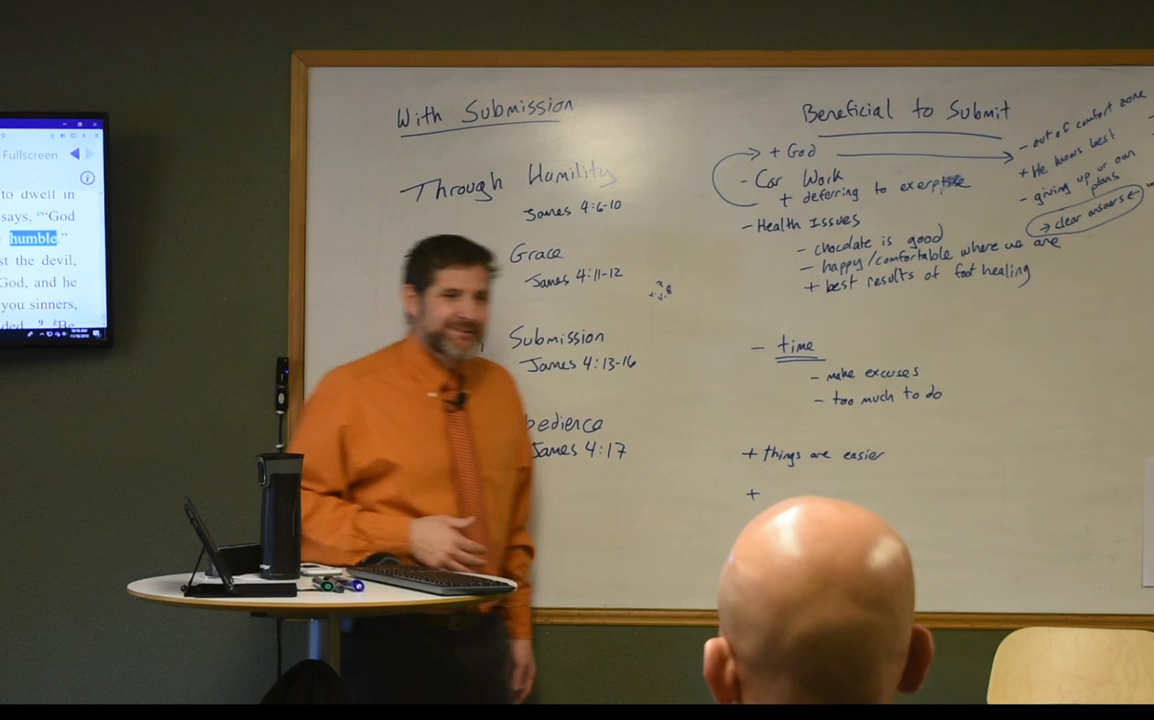 Fullscreen
to dwell in
says, "God
humble."
st the devil,
God, and he
you sinners,
ded. 9 Be
With Submission
Through Humility
James 4:6-10
Grace
James 4:11-12
Submission
James 4:13-16
bedience
James 4:17
Beneficial to Submit
+ God
- Car Work
+ deferring to
- Health Issues
- chocolate is good
- happy/comfortable where we are
+ best results of foot healing
- time
- make excuses
- too much to do
+ things are easier
+
- out of comfort zone
+ He knows best
- giving up ur own
plans
→ clear answers